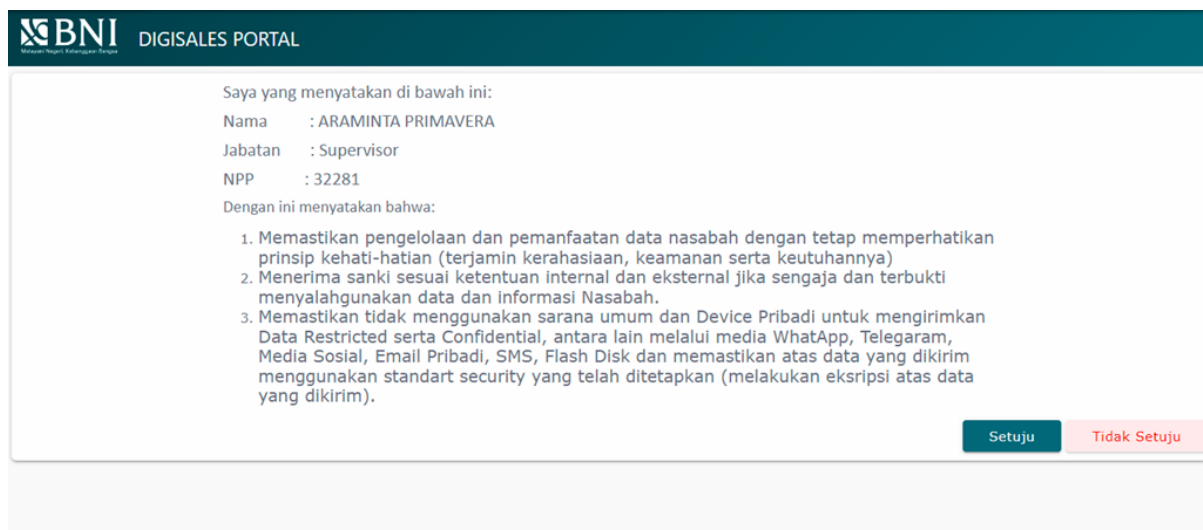 BNI
Melayani Negeri, Kebanggaan Bangsa
DIGISALES PORTAL
Saya yang menyatakan di bawah ini:
Nama : ARAMINTA PRIMAVERA
Jabatan : Supervisor
NPP : 32281
Dengan ini menyatakan bahwa:
1. Memastikan pengelolaan dan pemanfaatan data nasabah dengan tetap memperhatikan
prinsip kehati-hatian (terjamin kerahasiaan, keamanan serta keutuhannya)
2. Menerima sanki sesuai ketentuan internal dan eksternal jika sengaja dan terbukti
menyalahgunakan data dan informasi Nasabah.
3. Memastikan tidak menggunakan sarana umum dan Device Pribadi untuk mengirimkan
Data Restricted serta Confidential, antara lain melalui media WhatApp, Telegaram,
Media Sosial, Email Pribadi, SMS, Flash Disk dan memastikan atas data yang dikirim
menggunakan standart security yang telah ditetapkan (melakukan eksripsi atas data
yang dikirim).
Setuju Tidak Setuju